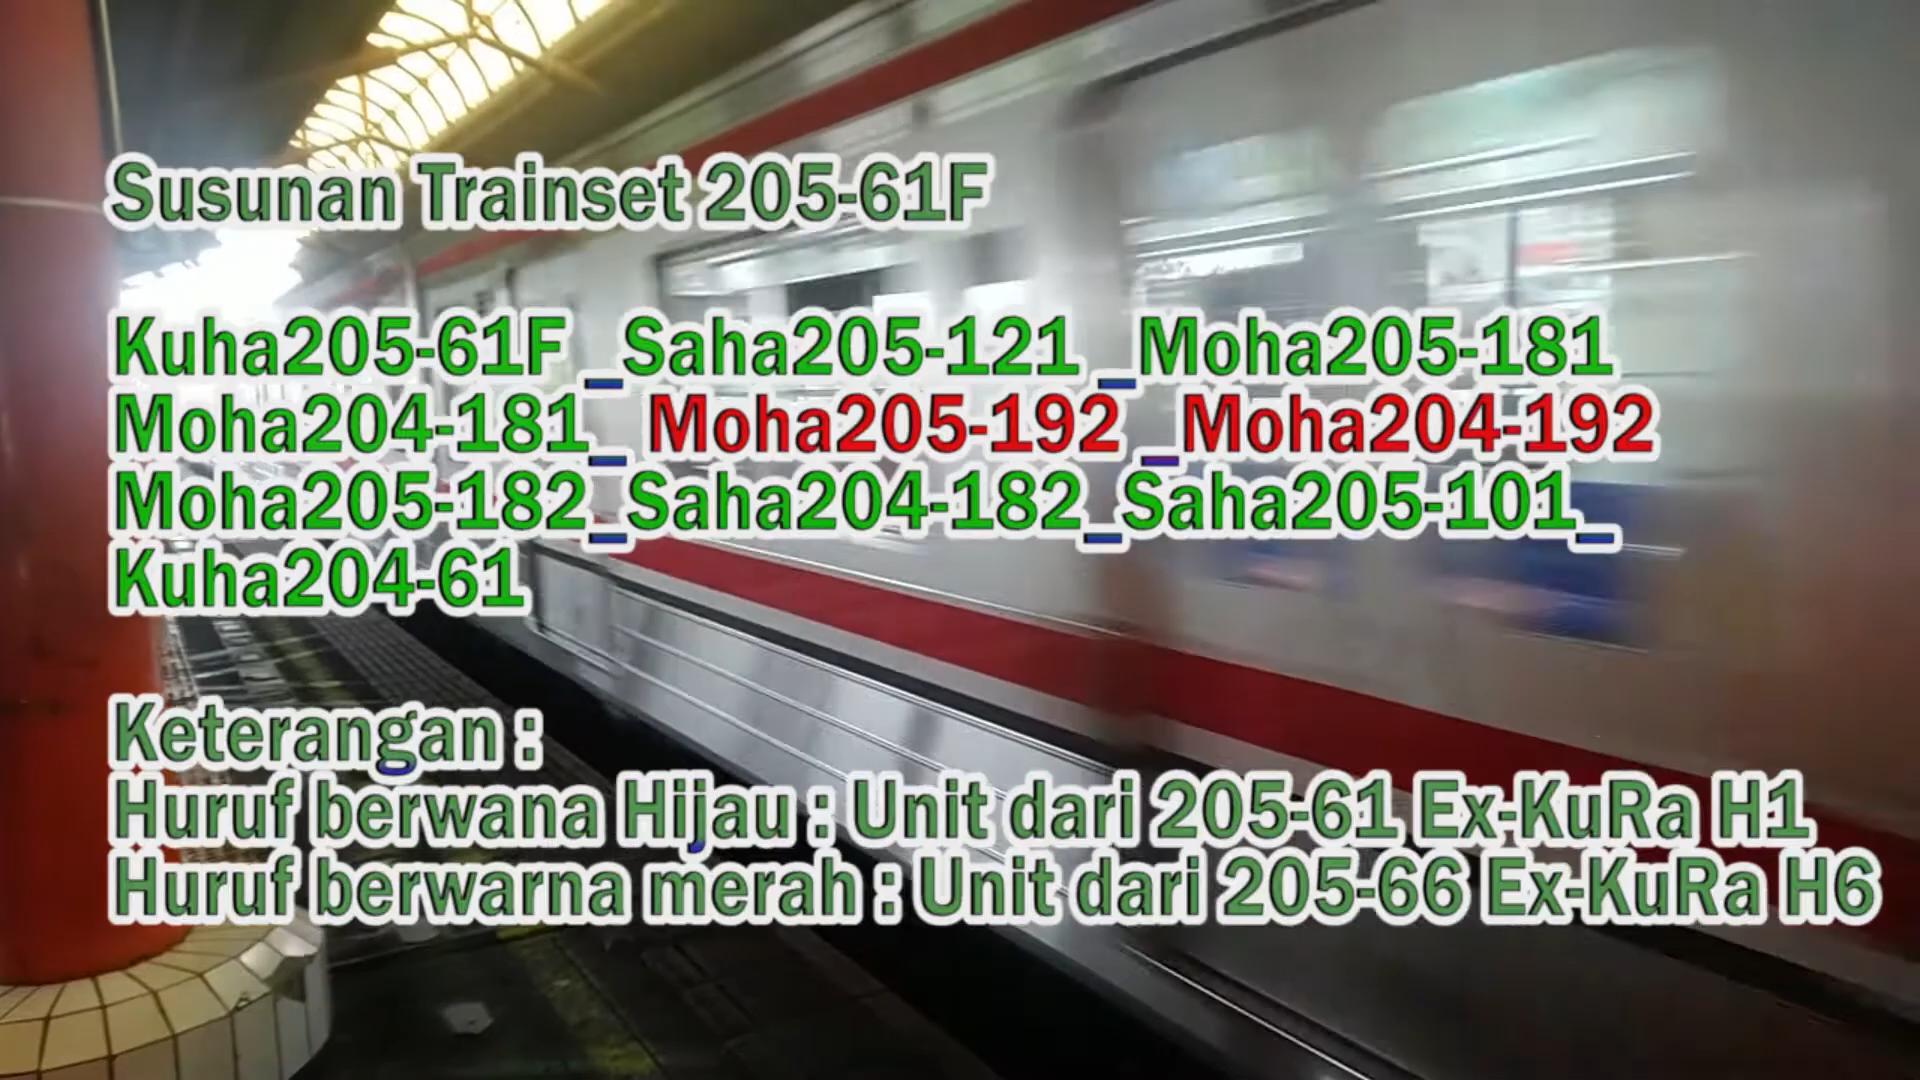 Susunan Trainset 205-61F
Kuha205-61F _Saha205-121 _Moha205-181
Moha204-181_ Moha205-192 _Moha204-192
Moha205-182_Saha204-182_Saha205-101_
Kuha204-61
Keterangan :
Huruf berwana Hijau : Unit dari 205-61 Ex-KuRa H1
Huruf berwarna merah : Unit dari 205-66 Ex-KuRa H6